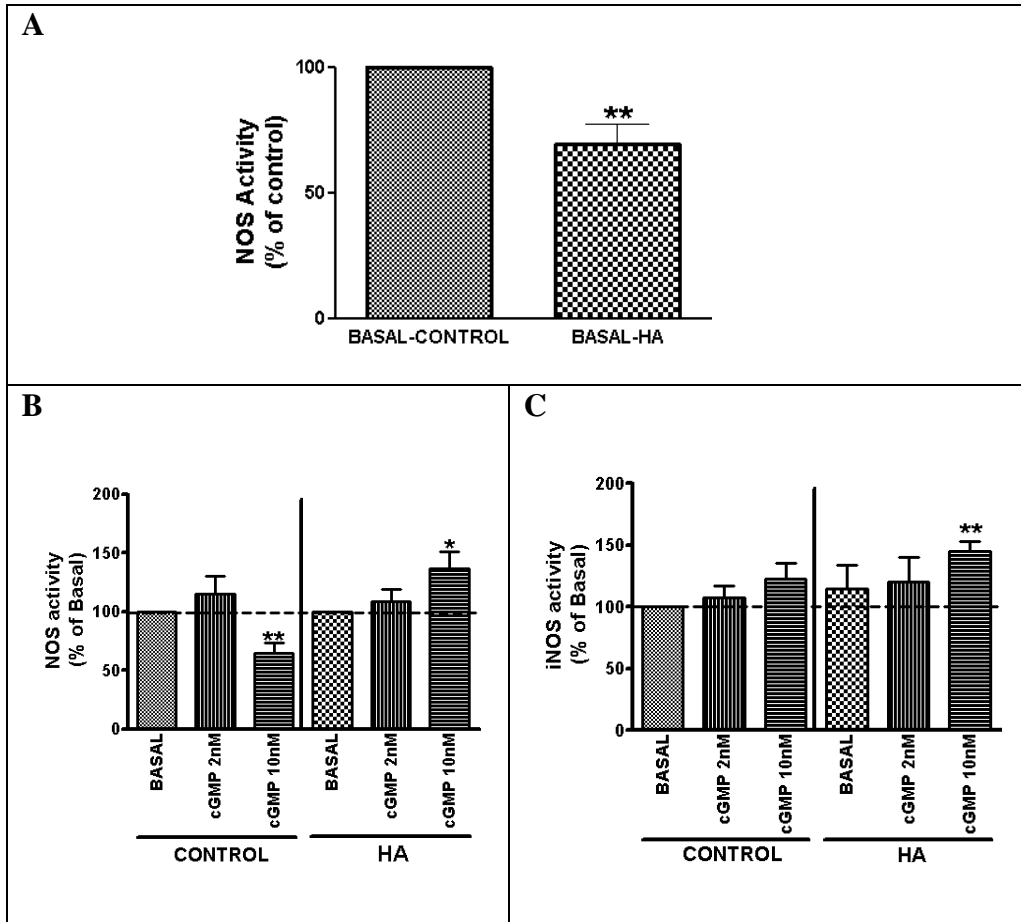 A
NOS Activity
(% of control)
100
50
0
**
BASAL-CONTROL
BASAL-HA
B
NOS activity
(% of Basal)
200
150
100
50
0
**
*
BASAL
cGMP 2nM
cGMP 10nM
BASAL
cGMP 2nM
cGMP 10nM
CONTROL
HA
C
iNOS activity
(% of Basal)
200
150
100
50
0
**
BASAL
cGMP 2nM
cGMP 10nM
BASAL
cGMP 2nM
cGMP 10nM
CONTROL
HA